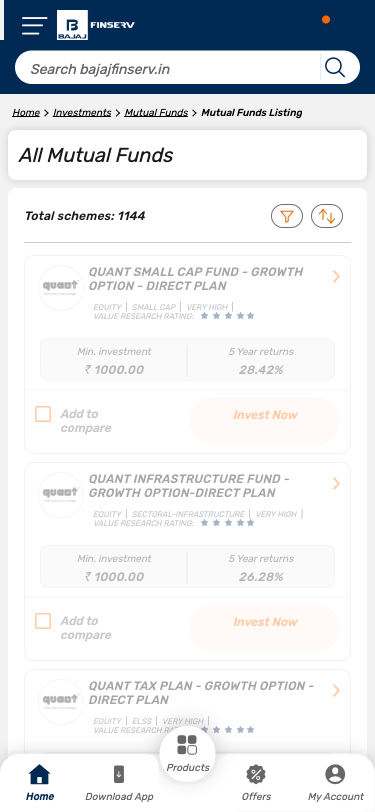 B
BAJAJ
FINSERV
Search bajajfinserv.in
Home > Investments > Mutual Funds > Mutual Funds Listing
All Mutual Funds
Total schemes: 1144
quant
QUANT SMALL CAP FUND - GROWTH
OPTION - DIRECT PLAN
EQUITY | SMALL CAP | VERY HIGH |
VALUE RESEARCH RATING: ★ ★ ★ ★ ★
Min. investment 5 Year returns
₹ 1000.00 28.42%
Add to
compare
Invest Now
quant
QUANT INFRASTRUCTURE FUND -
GROWTH OPTION-DIRECT PLAN
EQUITY | SECTORAL-INFRASTRUCTURE | VERY HIGH |
VALUE RESEARCH RATING: ★ ★ ★ ★ ★
Min. investment 5 Year returns
₹ 1000.00 26.28%
Add to
compare
Invest Now
quant
QUANT TAX PLAN - GROWTH OPTION -
DIRECT PLAN
EQUITY | ELSS | VERY HIGH |
VALUE RESEARCH ★ ★ ★ ★
Home Download App Products Offers My Account